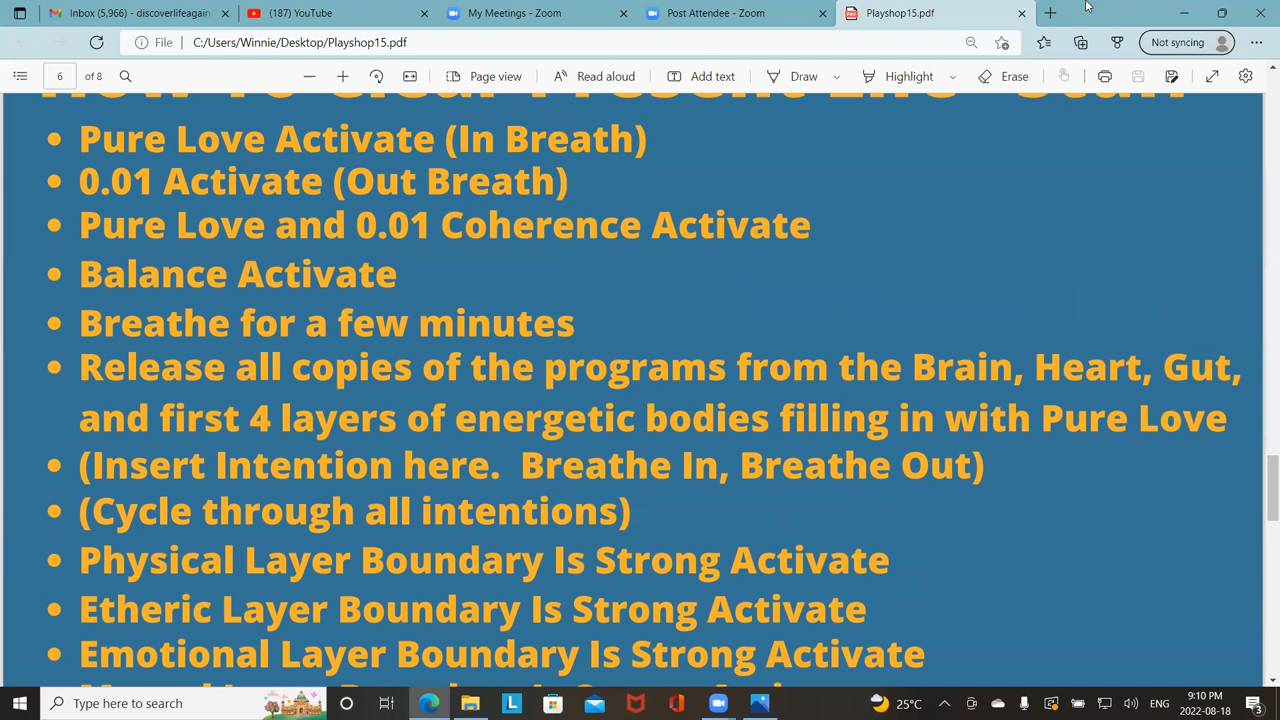 Inbox (5,966) - discoverlifeagain
(187) YouTube
My Meetings - Zoom
Post Attendee - Zoom
Playshop15.pdf
File
C:/Users/Winnie/Desktop/Playshop15.pdf
Not syncing
6
of 8
Page view
Read aloud
Add text
Draw
Highlight
Erase
• Pure Love Activate (In Breath)
• 0.01 Activate (Out Breath)
• Pure Love and 0.01 Coherence Activate
• Balance Activate
• Breathe for a few minutes
• Release all copies of the programs from the Brain, Heart, Gut,
and first 4 layers of energetic bodies filling in with Pure Love
• (Insert Intention here. Breathe In, Breathe Out)
• (Cycle through all intentions)
• Physical Layer Boundary Is Strong Activate
• Etheric Layer Boundary Is Strong Activate
• Emotional Layer Boundary Is Strong Activate
Type here to search
25°C
ENG
9:10 PM
2022-08-18
3